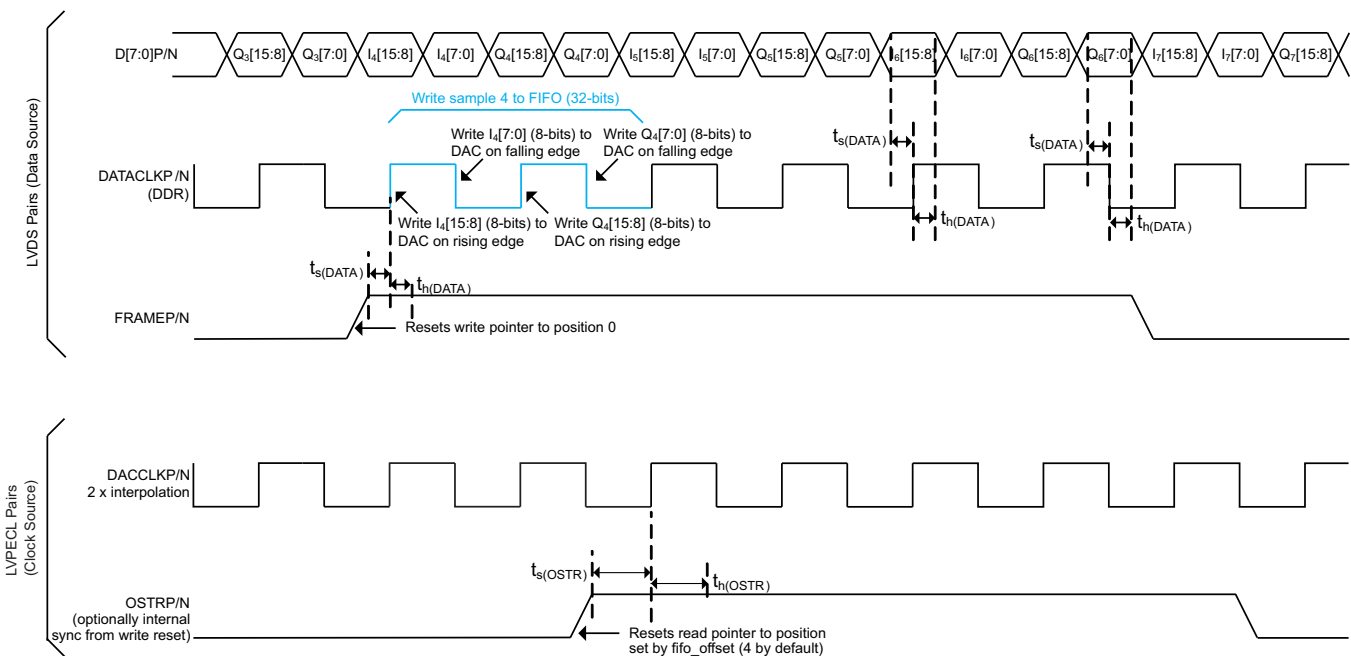 LVDS Pairs (Data Source)
D[7:0]P/N
Q₃[15:8] Q₃[7:0] I₄[15:8] I₄[7:0] Q₄[15:8] Q₄[7:0] I₅[15:8] I₅[7:0] Q₅[15:8] Q₅[7:0] I₆[15:8] I₆[7:0] Q₆[15:8] Q₆[7:0] I₇[15:8] I₇[7:0] Q₇[15:8]
Write sample 4 to FIFO (32-bits)
Write I₄[7:0] (8-bits) to
DAC on falling edge
Write Q₄[7:0] (8-bits) to
DAC on falling edge
ts(DATA)
ts(DATA)
DATACLKP/N
(DDR)
Write I₄[15:8] (8-bits) to
DAC on rising edge
Write Q₄[15:8] (8-bits) to
DAC on rising edge
th(DATA)
th(DATA)
ts(DATA)
th(DATA)
FRAMEP/N
Resets write pointer to position 0
LVPECL Pairs
(Clock Source)
DACCLKP/N
2 x interpolation
ts(OSTR)
th(OSTR)
OSTRP/N
(optionally internal
sync from write reset)
Resets read pointer to position
set by fifo_offset (4 by default)